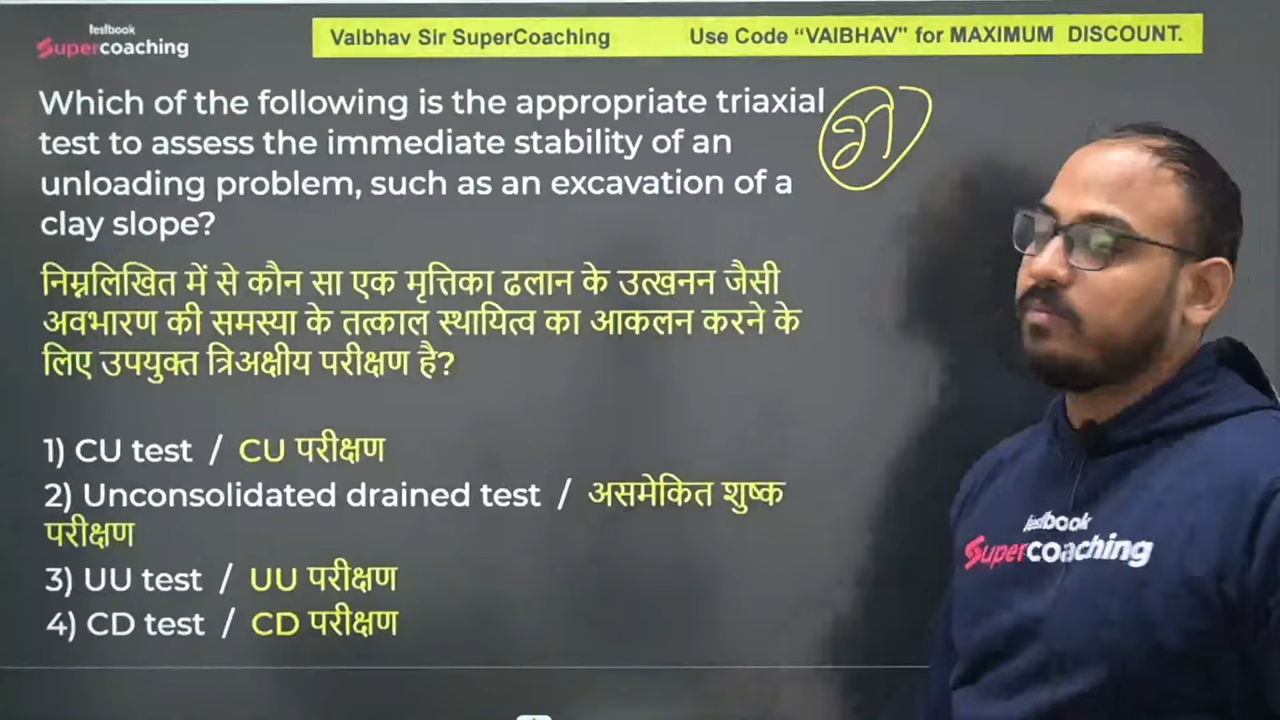 testbook
Supercoaching
Vaibhav Sir SuperCoaching
Use Code “VAIBHAV" for MAXIMUM DISCOUNT.
Which of the following is the appropriate triaxial
test to assess the immediate stability of an
unloading problem, such as an excavation of a
clay slope?
निम्नलिखित में से कौन सा एक मृत्तिका ढलान के उत्खनन जैसी
अवभारण की समस्या के तत्काल स्थायित्व का आकलन करने के
लिए उपयुक्त त्रिअक्षीय परीक्षण है?
1) CU test / CU परीक्षण
2) Unconsolidated drained test / असमेकित शुष्क
परीक्षण
3) UU test / UU परीक्षण
4) CD test / CD परीक्षण
testbook
Supercoaching